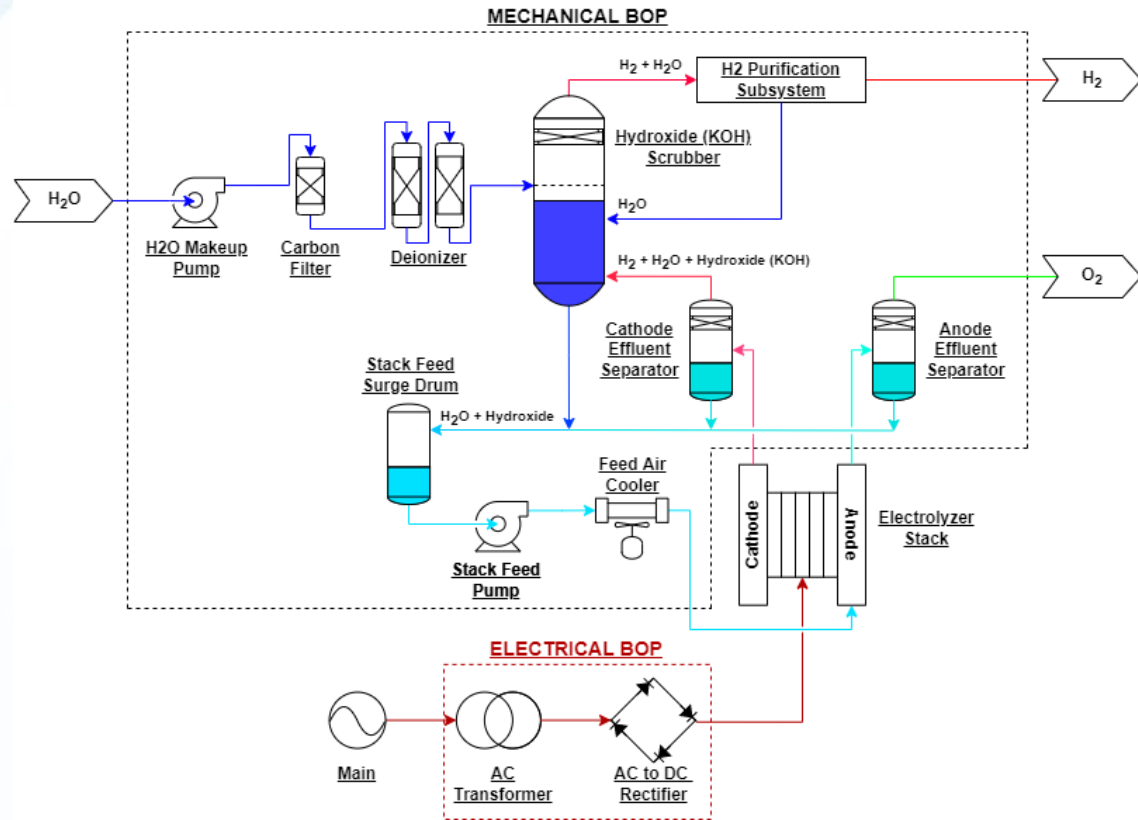 MECHANICAL BOP
H2 + H2O
H2 Purification
Subsystem
H2
Hydroxide (KOH)
Scrubber
H2O
H2O Makeup
Pump
Carbon
Filter
Deionizer
H2O
H2 + H2O + Hydroxide (KOH)
O2
Cathode
Effluent
Separator
Anode
Effluent
Separator
Stack Feed
Surge Drum
H2O + Hydroxide
Feed Air
Cooler
Stack Feed
Pump
Cathode
Anode
Electrolyzer
Stack
ELECTRICAL BOP
Main
AC
Transformer
AC to DC
Rectifier